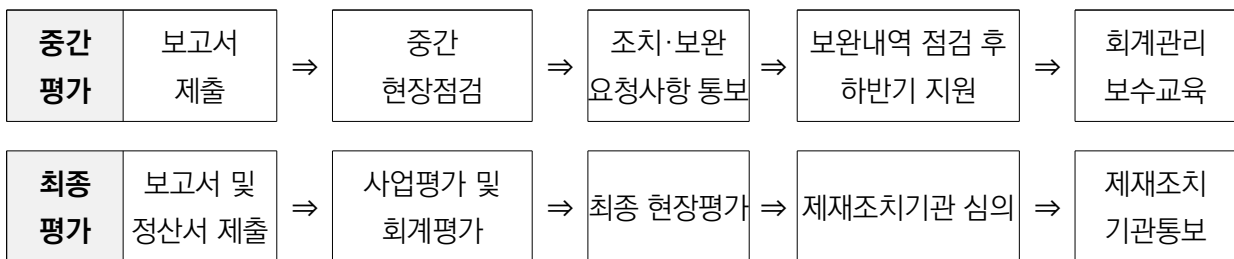 중간 평가 보고서 제출 ⇒ 중간 현장점검 ⇒ 조치·보완 요청사항 통보 ⇒ 보완내역 점검 후 하반기 지원 ⇒ 회계관리 보수교육
최종 평가 보고서 및 정산서 제출 ⇒ 사업평가 및 회계평가 ⇒ 최종 현장평가 ⇒ 제재조치기관 심의 ⇒ 제재조치 기관통보